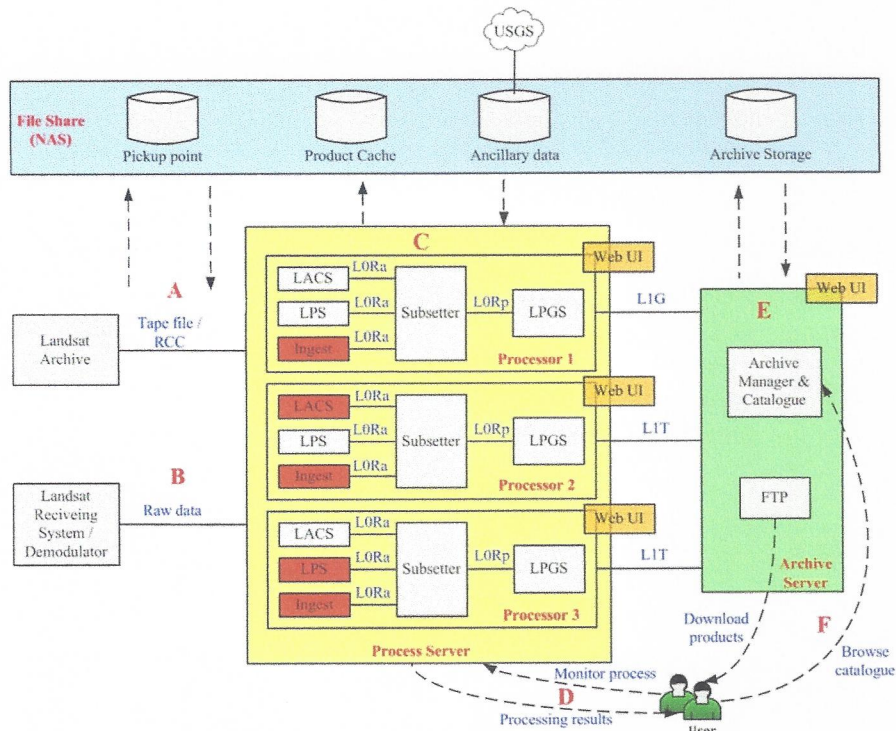 USGS
File Share
(NAS)
Pickup point
Product Cache
Ancillary data
Archive Storage
A
Tape file /
RCC
Landsat
Archive
B
Raw data
Landsat
Reciveing
System /
Demodulator
C
Web UI
LACS
L0Ra
LPS
L0Ra
Ingest
L0Ra
Subsetter
L0Rp
LPGS
Processor 1
L1G
Web UI
LACS
L0Ra
LPS
L0Ra
Ingest
L0Ra
Subsetter
L0Rp
LPGS
Processor 2
L1T
Web UI
LACS
L0Ra
LPS
L0Ra
Ingest
L0Ra
Subsetter
L0Rp
LPGS
Processor 3
L1T
Process Server
Web UI
E
Archive
Manager &
Catalogue
FTP
Archive
Server
Download
products
F
Browse
catalogue
Monitor process
D
Processing results
User